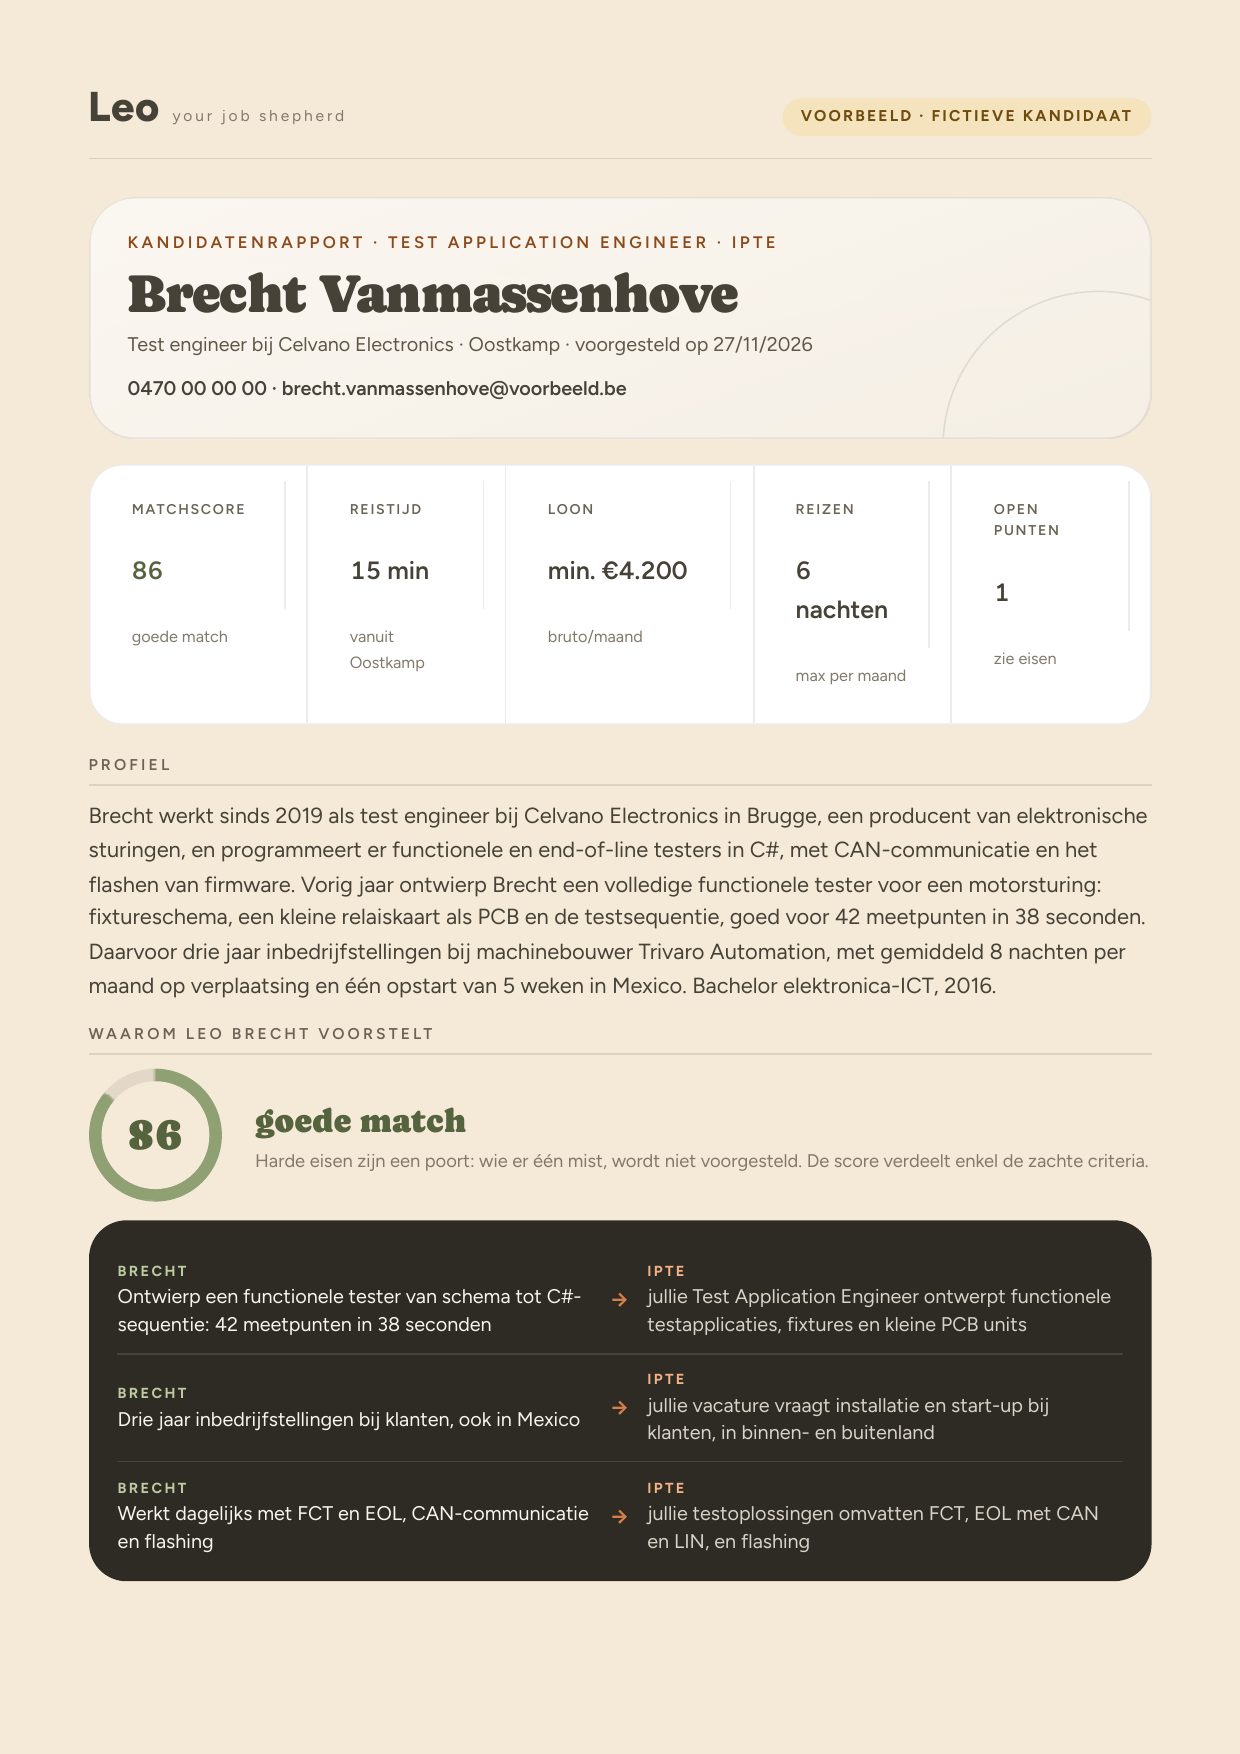 Leo your job shepherd
VOORBEELD · FICTIEVE KANDIDAAT
KANDIDATENRAPPORT · TEST APPLICATION ENGINEER · IPTE
Brecht Vanmassenhove
Test engineer bij Celvano Electronics · Oostkamp · voorgesteld op 27/11/2026
0470 00 00 00 · brecht.vanmassenhove@voorbeeld.be
MATCHSCORE
86
goede match
REISTIJD
15 min
vanuit
Oostkamp
LOON
min. €4.200
bruto/maand
REIZEN
6
nachten
max per maand
OPEN
PUNTEN
1
zie eisen
PROFIEL
Brecht werkt sinds 2019 als test engineer bij Celvano Electronics in Brugge, een producent van elektronische
sturingen, en programmeert er functionele en end-of-line testers in C#, met CAN-communicatie en het
flashen van firmware. Vorig jaar ontwierp Brecht een volledige functionele tester voor een motorsturing:
fixtureschema, een kleine relaiskaart als PCB en de testsequentie, goed voor 42 meetpunten in 38 seconden.
Daarvoor drie jaar inbedrijfstellingen bij machinebouwer Trivaro Automation, met gemiddeld 8 nachten per
maand op verplaatsing en één opstart van 5 weken in Mexico. Bachelor elektronica-ICT, 2016.
WAAROM LEO BRECHT VOORSTELT
86
goede match
Harde eisen zijn een poort: wie er één mist, wordt niet voorgesteld. De score verdeelt enkel de zachte criteria.
BRECHT
Ontwierp een functionele tester van schema tot C#-
sequentie: 42 meetpunten in 38 seconden
→
IPTE
jullie Test Application Engineer ontwerpt functionele
testapplicaties, fixtures en kleine PCB units
BRECHT
Drie jaar inbedrijfstellingen bij klanten, ook in Mexico
→
IPTE
jullie vacature vraagt installatie en start-up bij
klanten, in binnen- en buitenland
BRECHT
Werkt dagelijks met FCT en EOL, CAN-communicatie
en flashing
→
IPTE
jullie testoplossingen omvatten FCT, EOL met CAN
en LIN, en flashing